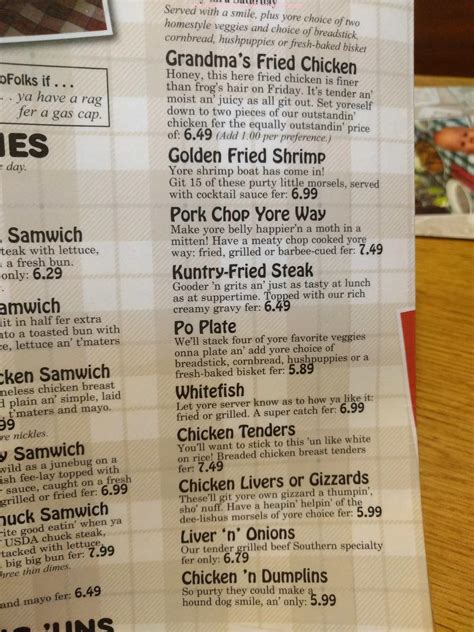 Served with a smile, plus yore choice of two
homestyle veggies and choice of breadstick,
cornbread, hushpuppies or fresh-baked bisket
Grandma's Fried Chicken
Honey, this here fried chicken is finer
than frog's hair on Friday. It's tender an'
moist an' juicy as all git out. Set yoreself
down to two pieces of our outstandin'
chicken fer the equally outstandin' price
of: 6.49 (Add 1.00 per preference.)
Golden Fried Shrimp
Yore shrimp boat has come in!
Git 15 of these purty little morsels, served
with cocktail sauce fer: 6.99
Pork Chop Yore Way
Make yore belly happier'n a moth in a
mitten! Have a meaty chop cooked yore
way: fried, grilled or barbee-cued fer: 7.49
Kuntry-Fried Steak
Gooder 'n grits an' just as tasty at lunch
as at suppertime. Topped with our rich
creamy gravy fer: 6.49
Po Plate
We'll stack four of yore favorite veggies
onna plate an' add yore choice of
breadstick, cornbread, hushpuppies or a
fresh-baked bisket fer: 5.89
Whitefish
Let yore server know as to how ya like it:
fried or grilled. A super catch fer: 6.99
Chicken Tenders
You'll want to stick to this 'un like white
on rice! Breaded chicken breast tenders
fer: 7.49
Chicken Livers or Gizzards
These'll git yore own gizzard a thumpin',
sho' nuff. Have a heapin' helpin' of the
dee-lishus morsels of yore choice fer: 5.99
Liver 'n' Onions
Our tender grilled beef Southern specialty
fer only: 6.79
Chicken 'n Dumplins
So purty they could make a
hound dog smile, an' only: 5.99
oFolks if . . .
. . . ya have a rag
fer a gas cap.
IES
e day.
. Samwich
teak with lettuce,
a fresh bun.
only: 6.29
amwich
it in half fer extra
into a toasted bun with
lettuce an' t'maters
cken Samwich
neless chicken breast
d plain an' simple, laid
t'maters and mayo.
99
re nickles.
y Samwich
wild as a junebug on a
sh fee-lay topped with
r sauce, caught on a fresh
grilled or fried fer: 6.99
huck Samwich
rite good eatin' when ya
USDA chuck steak,
tacked with lettuce,
, big big bun fer: 7.99
hree thin dimes.
and mayo fer: 6.49
'UNS